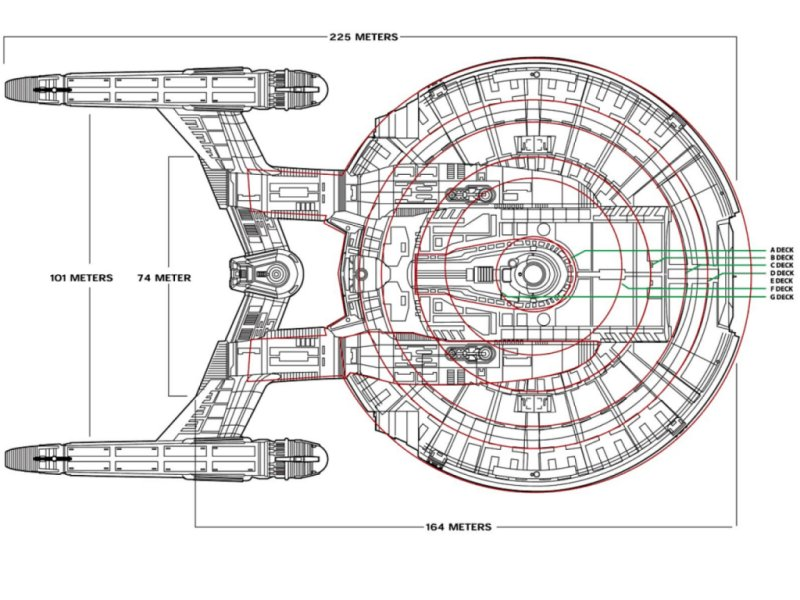 225 METERS
A DECK
B DECK
C DECK
D DECK
E DECK
F DECK
G DECK
101 METERS
74 METER
164 METERS